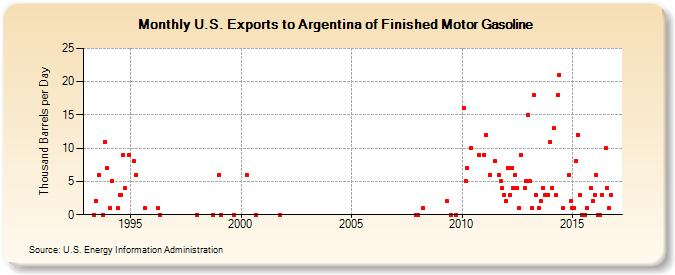 Monthly U.S. Exports to Argentina of Finished Motor Gasoline
Thousand Barrels per Day
25
20
15
10
5
0
1995 2000 2005 2010 2015
Source: U.S. Energy Information Administration